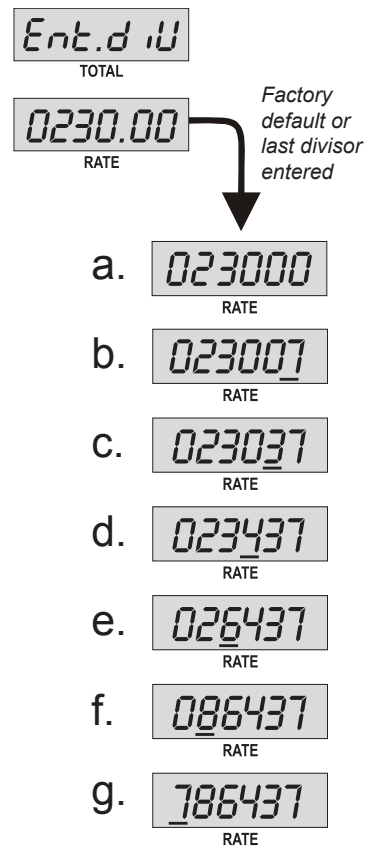 Ent.d iU
TOTAL
0230.00
RATE
Factory
default or
last divisor
entered
a. 023000
RATE
b. 023007
RATE
c. 023037
RATE
d. 023437
RATE
e. 026437
RATE
f. 086437
RATE
g. 786437
RATE